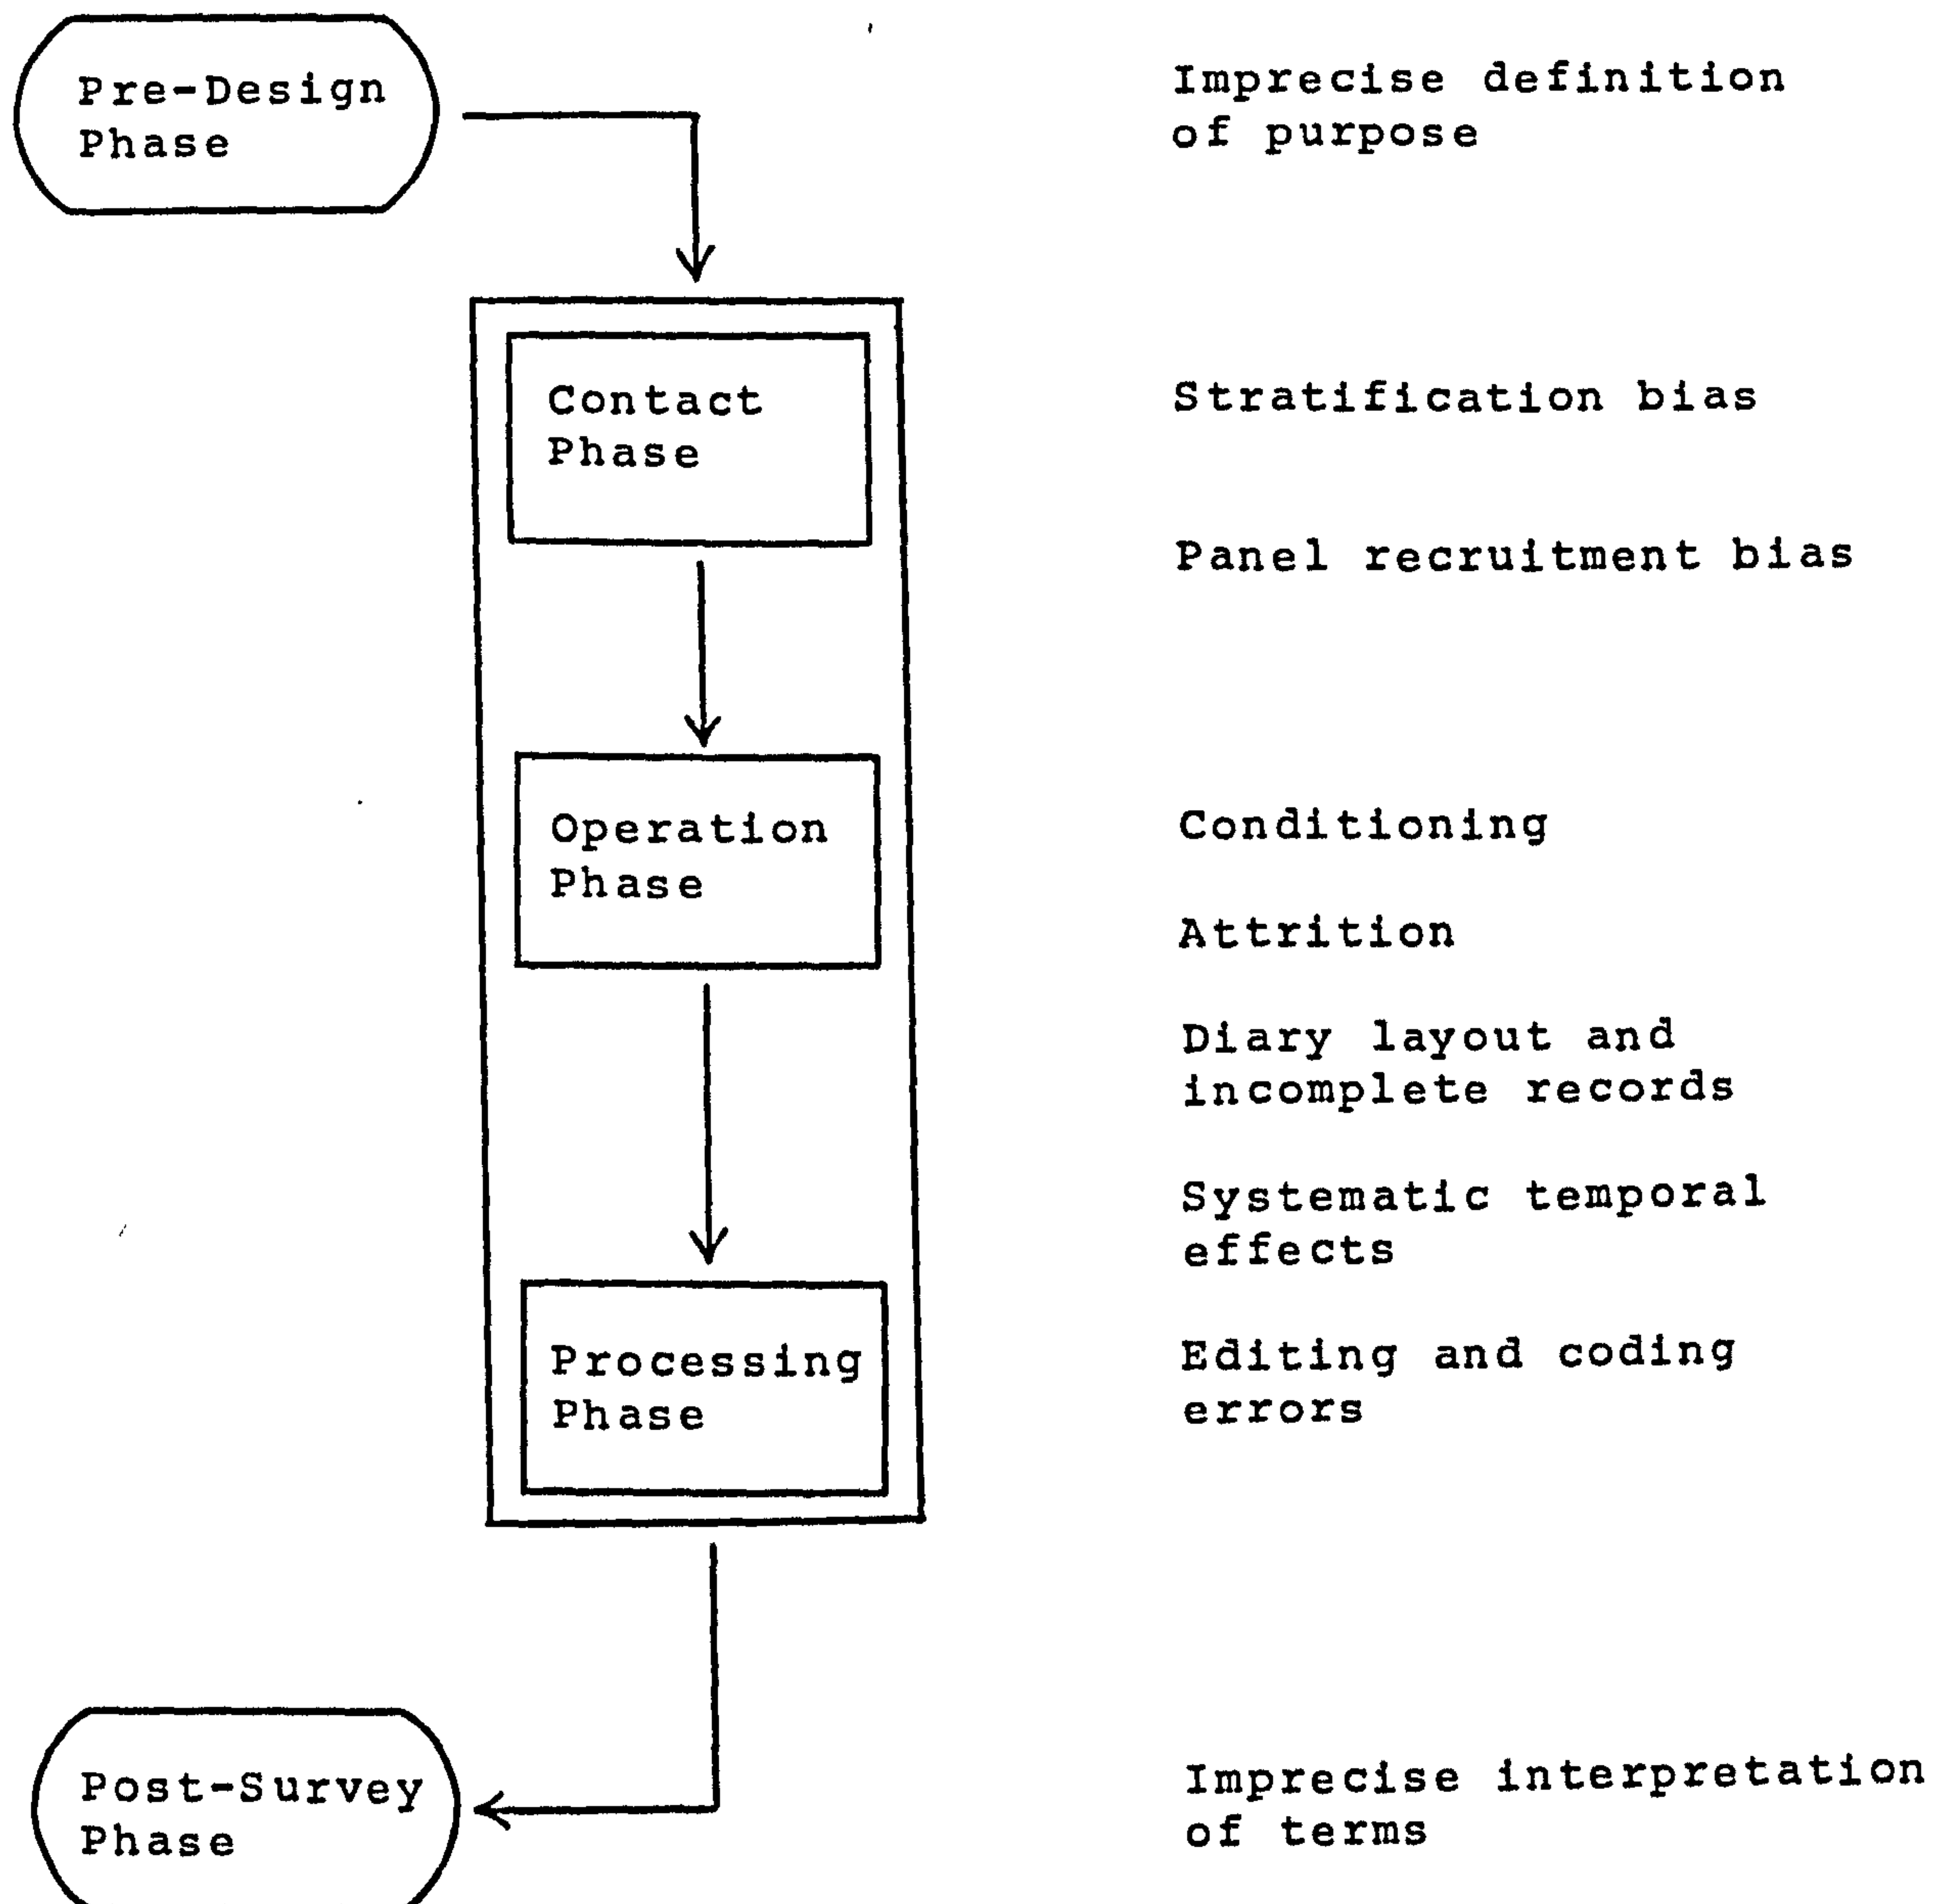 Pre-Design
Phase
Imprecise definition
of purpose
Contact
Phase
Stratification bias
Panel recruitment bias
Operation
Phase
Conditioning
Attrition
Diary layout and
incomplete records
Systematic temporal
effects
Processing
Phase
Editing and coding
errors
Post-Survey
Phase
Imprecise interpretation
of terms